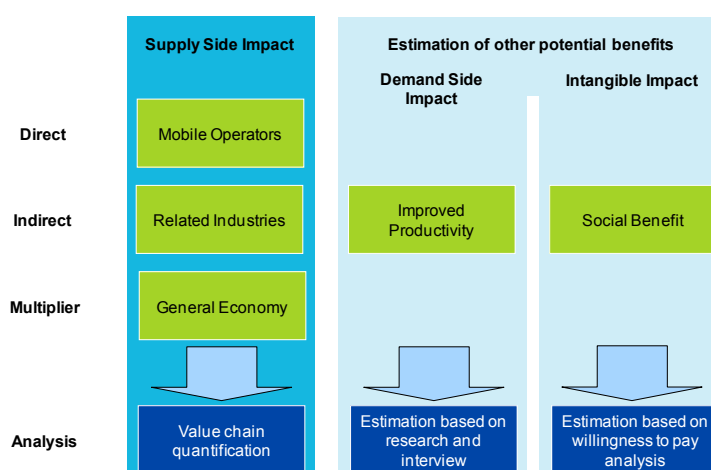 Supply Side Impact
Estimation of other potential benefits
Demand Side
Impact
Intangible Impact
Direct
Mobile Operators
Indirect
Related Industries
Improved
Productivity
Social Benefit
Multiplier
General Economy
Analysis
Value chain
quantification
Estimation based on
research and
interview
Estimation based on
willingness to pay
analysis